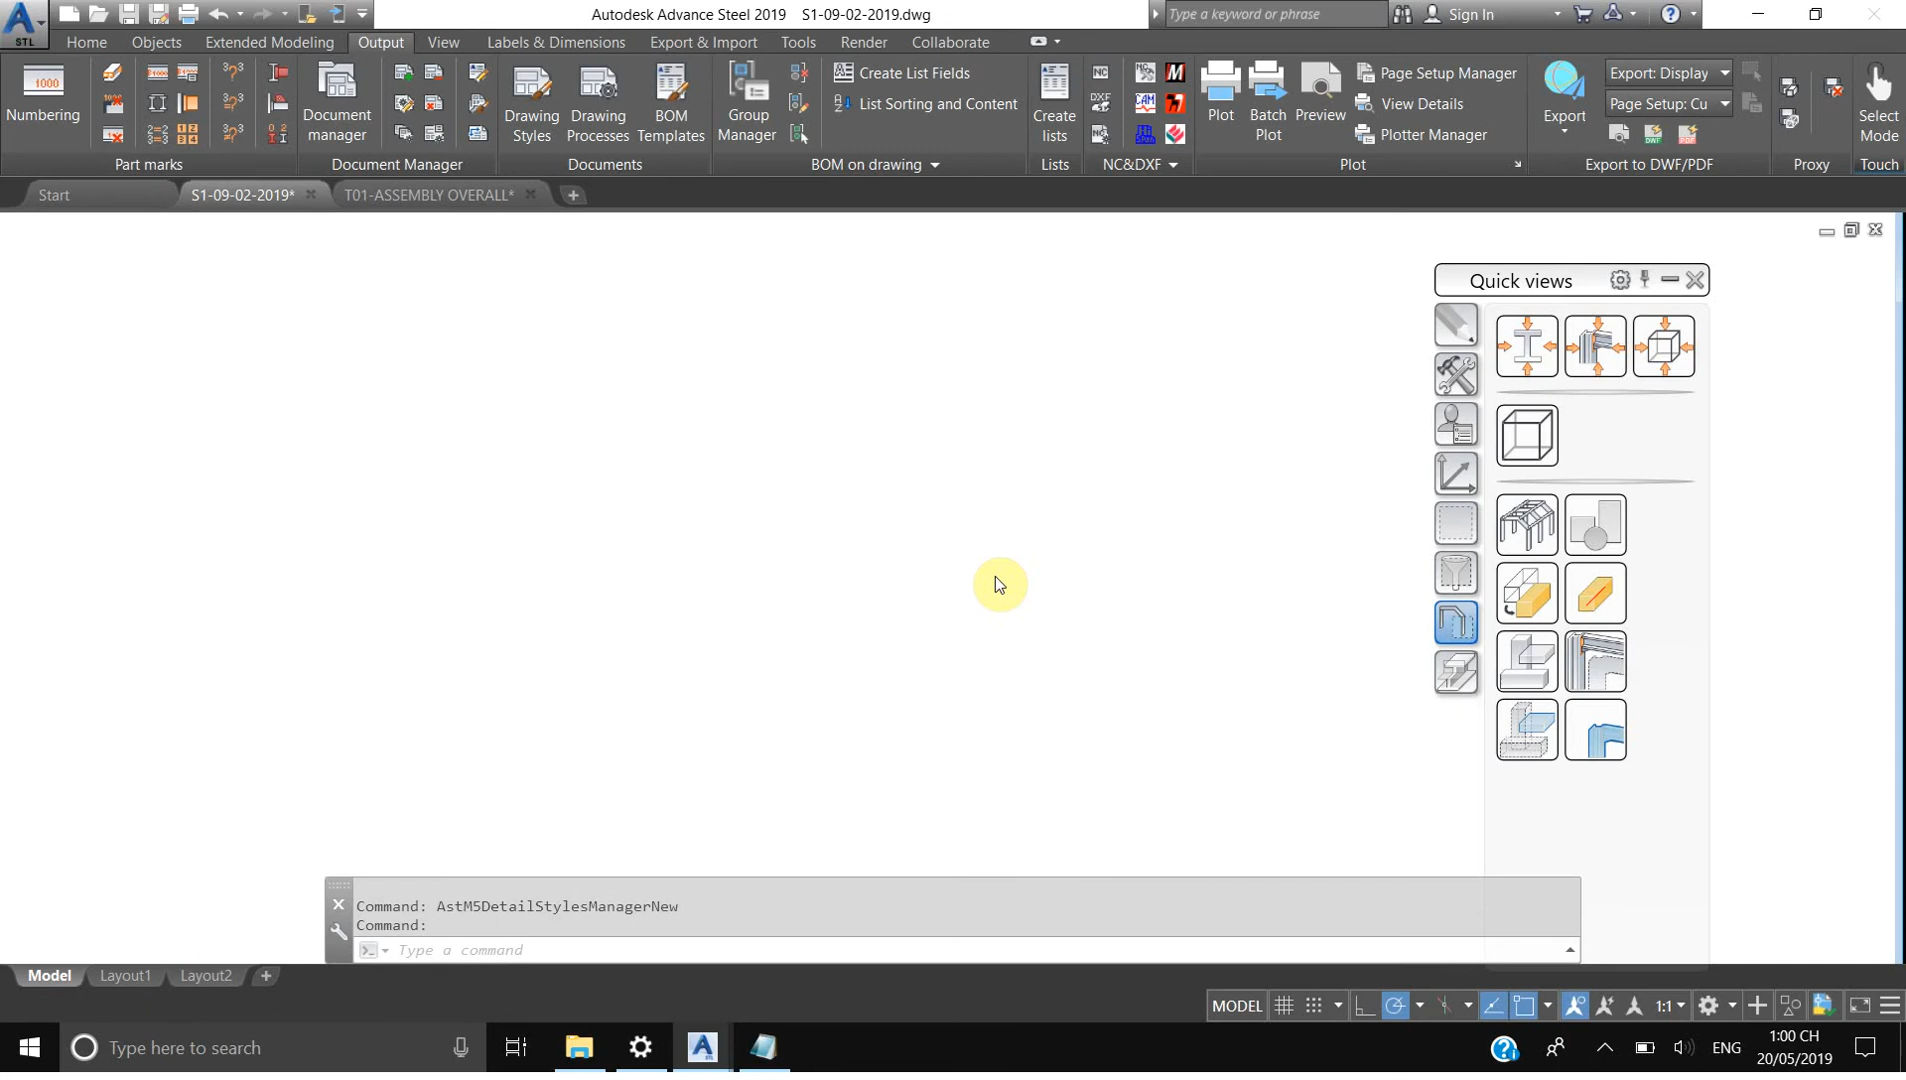 Autodesk Advance Steel 2019 S1-09-02-2019.dwg
Type a keyword or phrase
Sign In
STL
Home Objects Extended Modeling Output View Labels & Dimensions Export & Import Tools Render Collaborate
1000
Numbering
Part marks
Document
manager
Document Manager
Drawing
Styles
Drawing
Processes
BOM
Templates
Documents
Group
Manager
Create List Fields
List Sorting and Content
BOM on drawing
Create
lists
Lists
NC
DXF
CAM
NC&DXF
Plot
Batch
Plot
Preview
Page Setup Manager
View Details
Plotter Manager
Plot
Export
Export: Display
Page Setup: Cu
Export to DWF/PDF
Proxy
Select
Mode
Touch
Start S1-09-02-2019* T01-ASSEMBLY OVERALL*
Quick views
Command: AstM5DetailStylesManagerNew
Command:
Type a command
Model Layout1 Layout2
MODEL 1:1
Type here to search
ENG
1:00 CH
20/05/2019